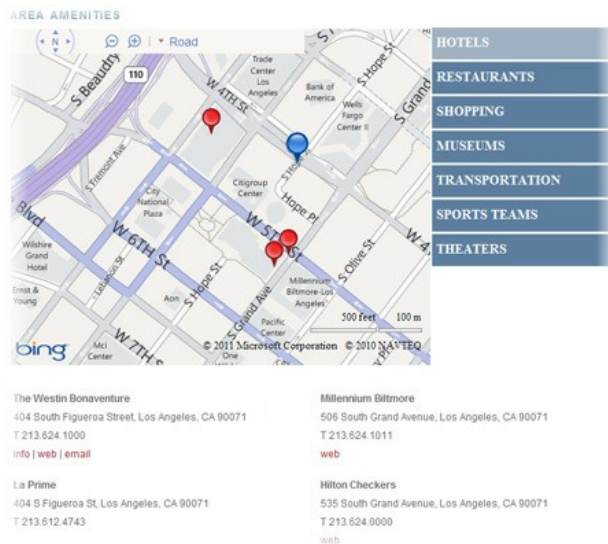 AREA AMENITIES
N
Road
HOTELS
RESTAURANTS
SHOPPING
MUSEUMS
TRANSPORTATION
SPORTS TEAMS
THEATERS
S Beaudry
110
Trade
Center
Los
Angeles
Bank of
America
Wells
Fargo
Center II
S Hope St
S Grand
W 4TH St
S Tremont Ave
City
National
Plaza
Citigroup
Center
Hope Pl
W 5TH St
W 4
Blvd
W 6TH St
Wilshire
Grand
Hotel
Lebanon St
S Hope St
S Olive St
Ernst &
Young
Aon
S Grand Ave
Millennium
Biltmore-Los
Angeles
Pacific
Center
500 feet 100 m
bing
Mci
Center
W 7TH St
One
© 2011 Microsoft Corporation © 2010 NAVTEQ
The Westin Bonaventure
404 South Figueroa Street, Los Angeles, CA 90071
T 213.624.1000
info | web | email
Millennium Biltmore
506 South Grand Avenue, Los Angeles, CA 90071
T 213.624.1011
web
La Prime
404 S Figueroa St, Los Angeles, CA 90071
T 213.612.4743
Hilton Checkers
535 South Grand Avenue, Los Angeles, CA 90071
T 213.624.0000
web